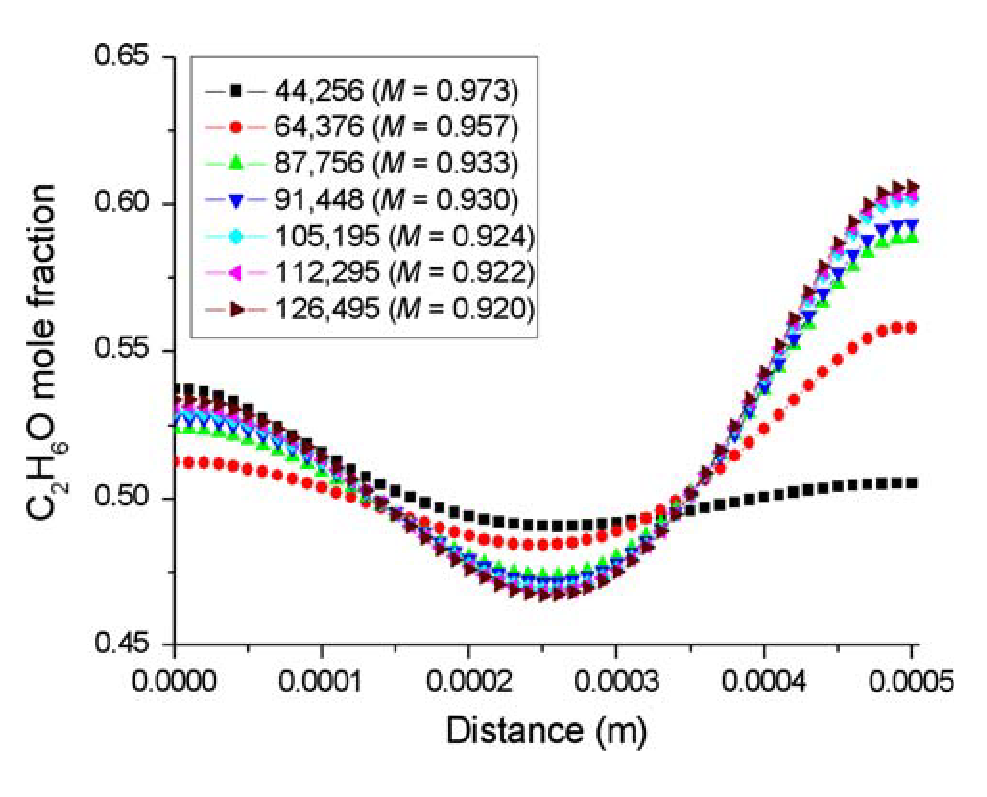 0.65
0.60
0.55
0.50
0.45
C₂H₆O mole fraction
44,256 (M = 0.973)
64,376 (M = 0.957)
87,756 (M = 0.933)
91,448 (M = 0.930)
105,195 (M = 0.924)
112,295 (M = 0.922)
126,495 (M = 0.920)
0.0000 0.0001 0.0002 0.0003 0.0004 0.0005
Distance (m)